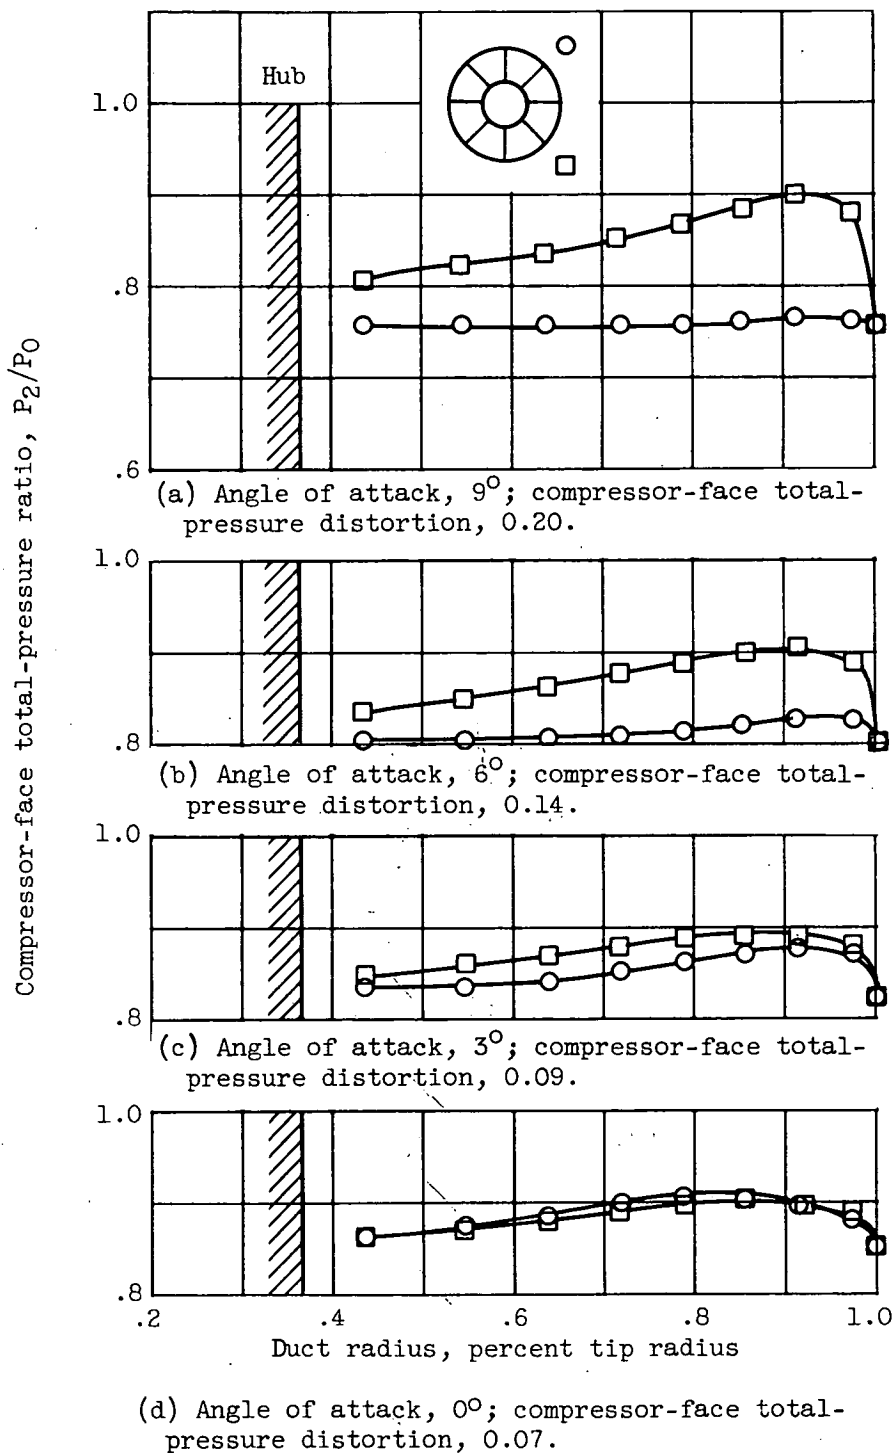 Hub
1.0
.8
.6
Compressor-face total-pressure ratio, P2/P0
(a) Angle of attack, 9°; compressor-face total-
pressure distortion, 0.20.
1.0
.8
(b) Angle of attack, 6°; compressor-face total-
pressure distortion, 0.14.
1.0
.8
(c) Angle of attack, 3°; compressor-face total-
pressure distortion, 0.09.
1.0
.8
.2 .4 .6 .8 1.0
Duct radius, percent tip radius
(d) Angle of attack, 0°; compressor-face total-
pressure distortion, 0.07.